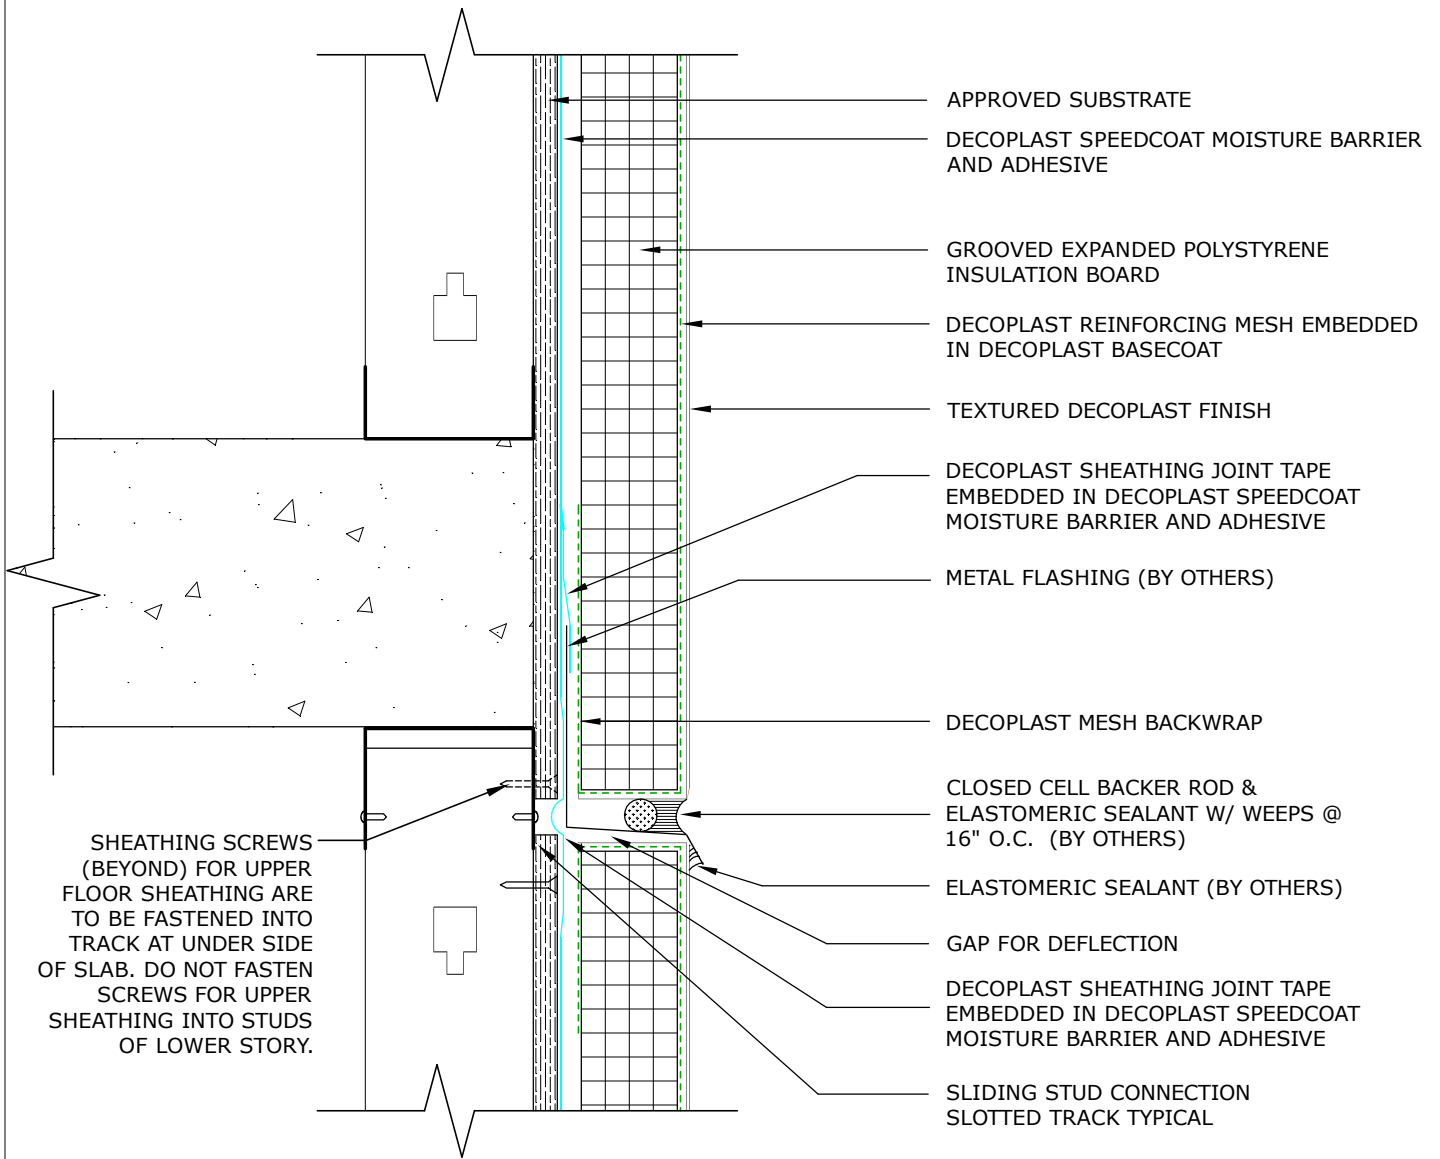 APPROVED SUBSTRATE
DECOPLAST SPEEDCOAT MOISTURE BARRIER
AND ADHESIVE
GROOVED EXPANDED POLYSTYRENE
INSULATION BOARD
DECOPLAST REINFORCING MESH EMBEDDED
IN DECOPLAST BASECOAT
TEXTURED DECOPLAST FINISH
DECOPLAST SHEATHING JOINT TAPE
EMBEDDED IN DECOPLAST SPEEDCOAT
MOISTURE BARRIER AND ADHESIVE
METAL FLASHING (BY OTHERS)
DECOPLAST MESH BACKWRAP
CLOSED CELL BACKER ROD &
ELASTOMERIC SEALANT W/ WEEPS @
16" O.C. (BY OTHERS)
ELASTOMERIC SEALANT (BY OTHERS)
GAP FOR DEFLECTION
DECOPLAST SHEATHING JOINT TAPE
EMBEDDED IN DECOPLAST SPEEDCOAT
MOISTURE BARRIER AND ADHESIVE
SLIDING STUD CONNECTION
SLOTTED TRACK TYPICAL
SHEATHING SCREWS
(BEYOND) FOR UPPER
FLOOR SHEATHING ARE
TO BE FASTENED INTO
TRACK AT UNDER SIDE
OF SLAB. DO NOT FASTEN
SCREWS FOR UPPER
SHEATHING INTO STUDS
OF LOWER STORY.